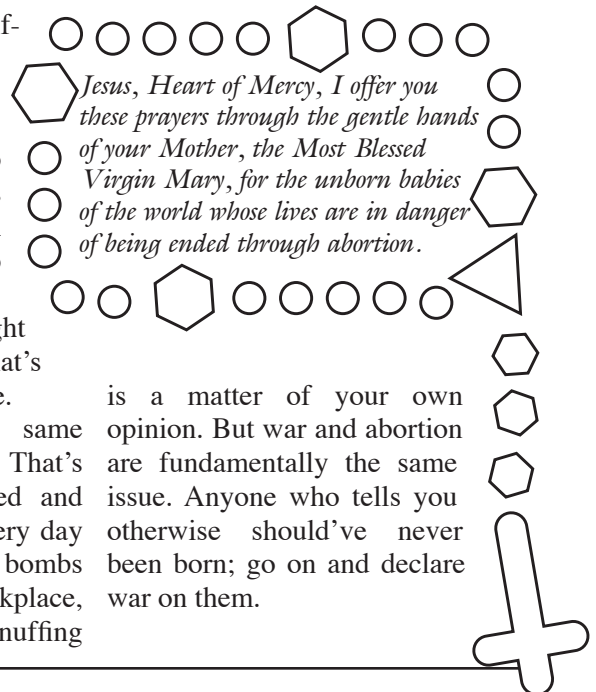 f-
Jesus, Heart of Mercy, I offer you
these prayers through the gentle hands
of your Mother, the Most Blessed
Virgin Mary, for the unborn babies
of the world whose lives are in danger
of being ended through abortion.
ght
at's
e.
same
That's
ed and
ery day
bombs
kplace,
nuffing
is a matter of your own
opinion. But war and abortion
are fundamentally the same
issue. Anyone who tells you
otherwise should've never
been born; go on and declare
war on them.